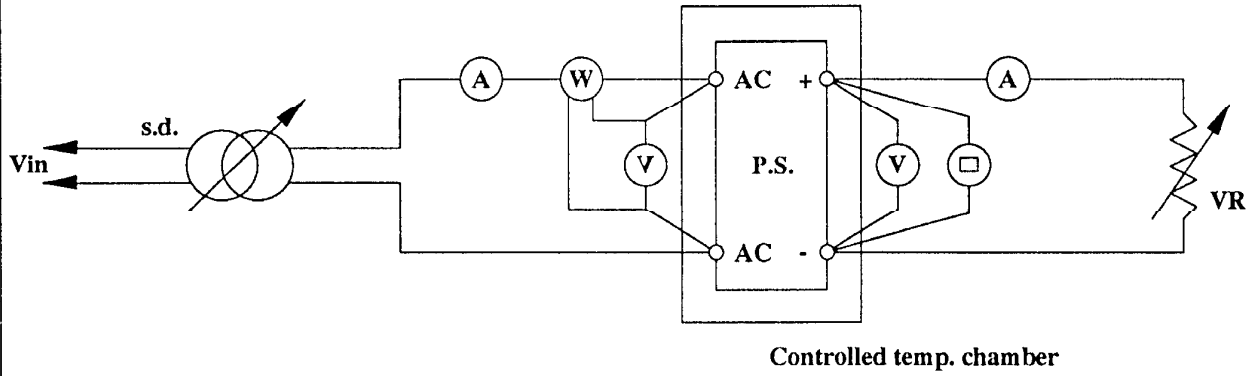 A W AC + A
s.d.
Vin V P.S. V
VR
AC -
Controlled temp. chamber